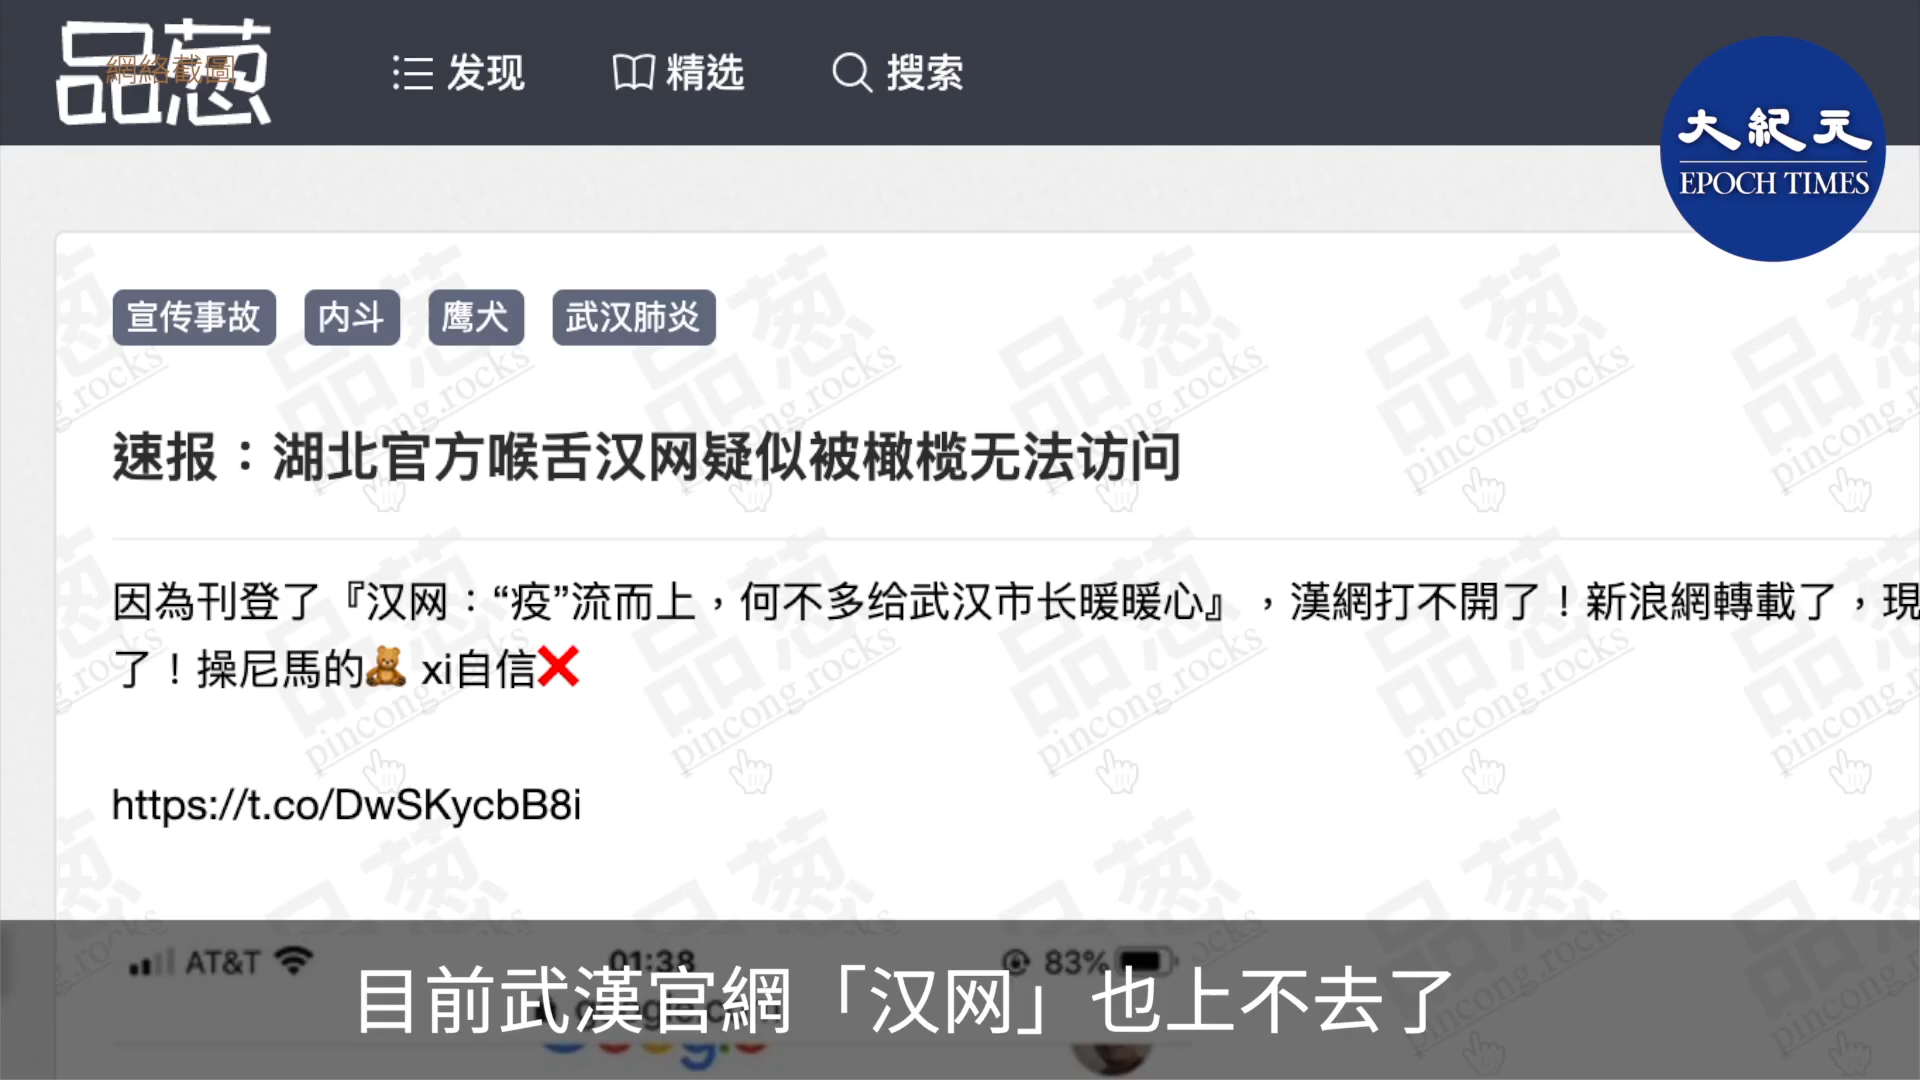 品葱
網絡截圖
发现
精选
搜索
大紀元
EPOCH TIMES
宣传事故
内斗
鹰犬
武汉肺炎
速报：湖北官方喉舌汉网疑似被橄榄无法访问
因為刊登了『汉网：“疫”流而上，何不多给武汉市长暖暖心』，漢網打不開了！新浪網轉載了，現
了！操尼馬的🧸 xi自信❌
https://t.co/DwSKycbB8i
AT&T
01:38
83%
目前武漢官網「汉网」也上不去了
品葱
pincong.rocks